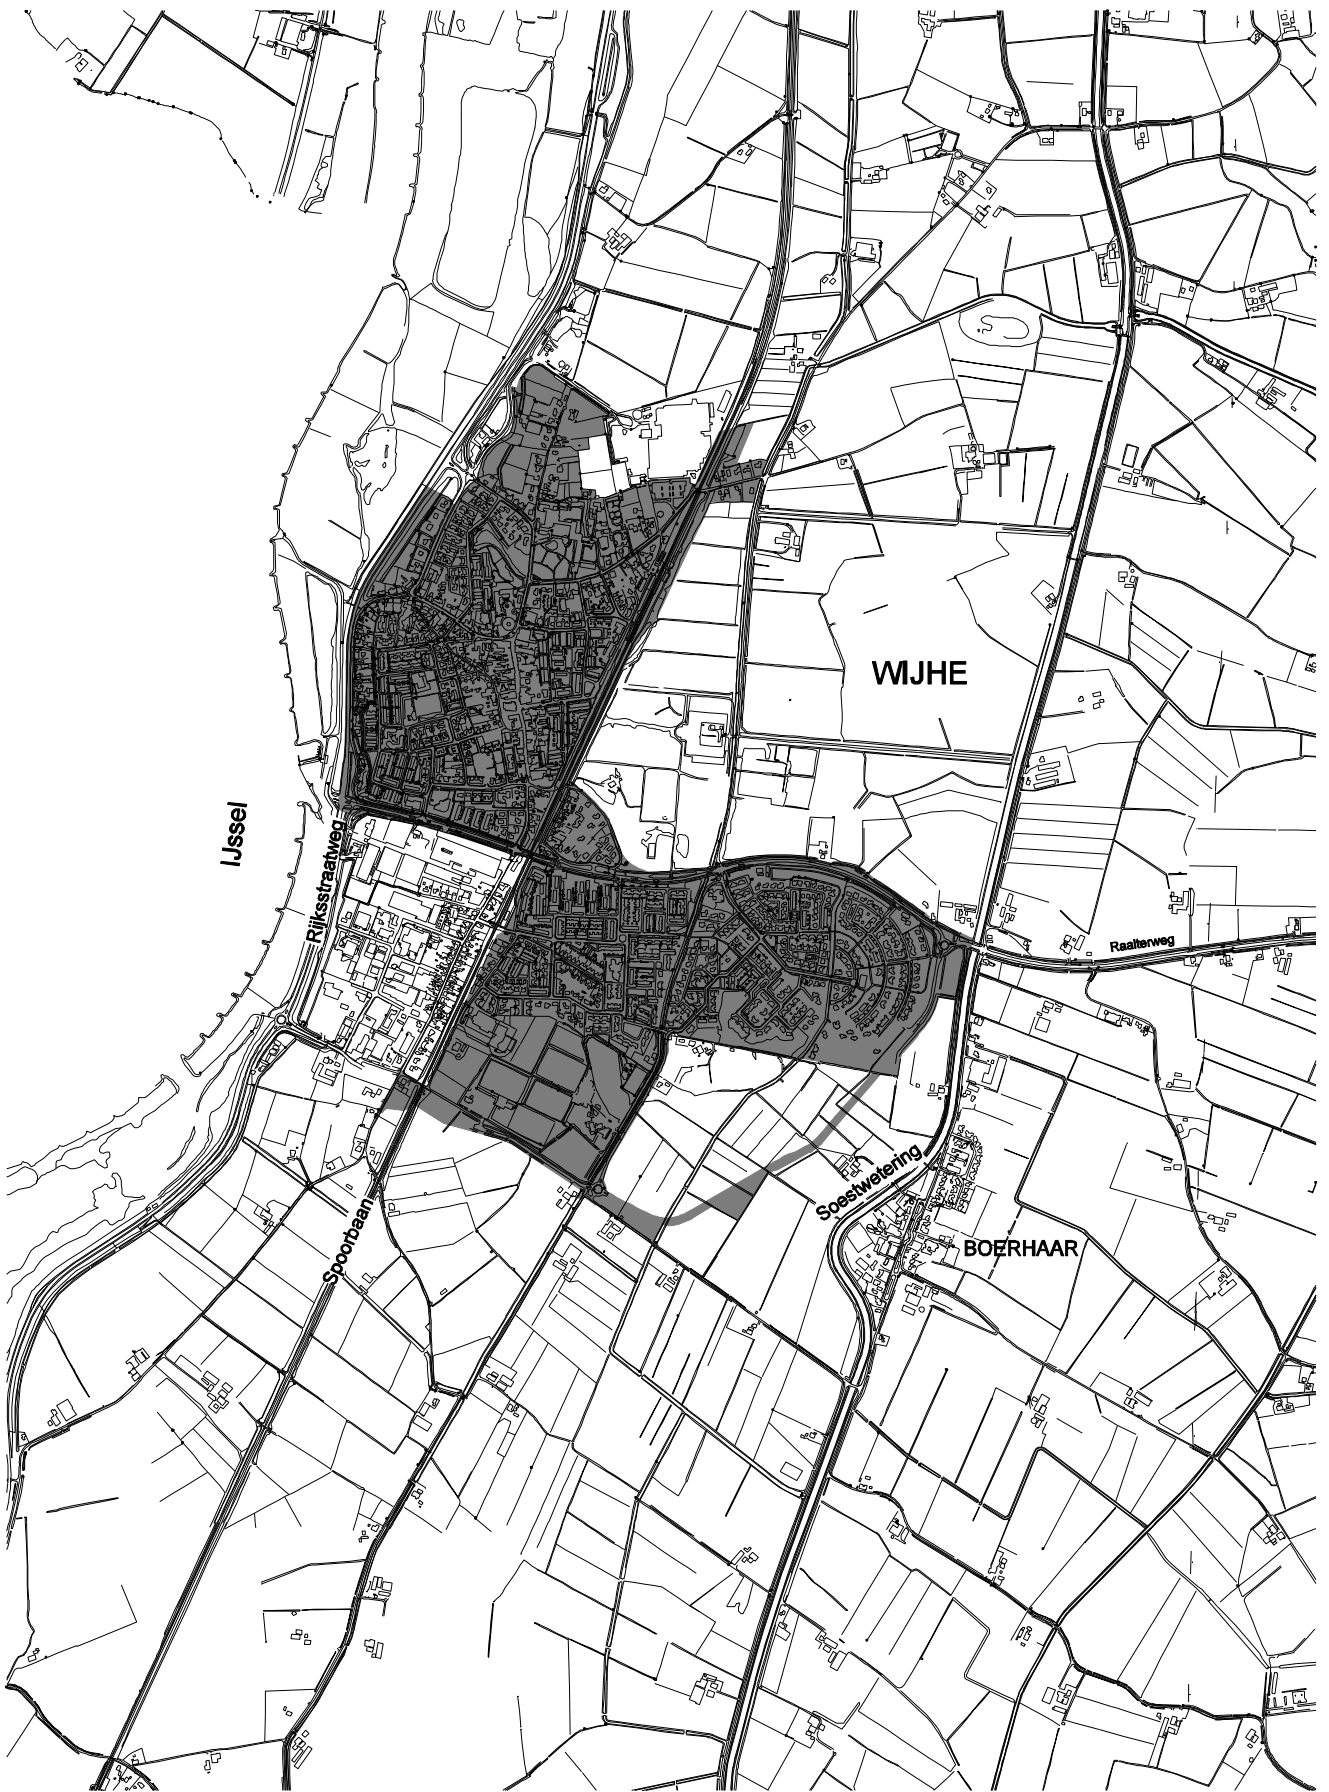 WIJHE
IJssel
Rijksstraatweg
Raalterweg
Soestwetering
Spoorbaan
BOERHAAR